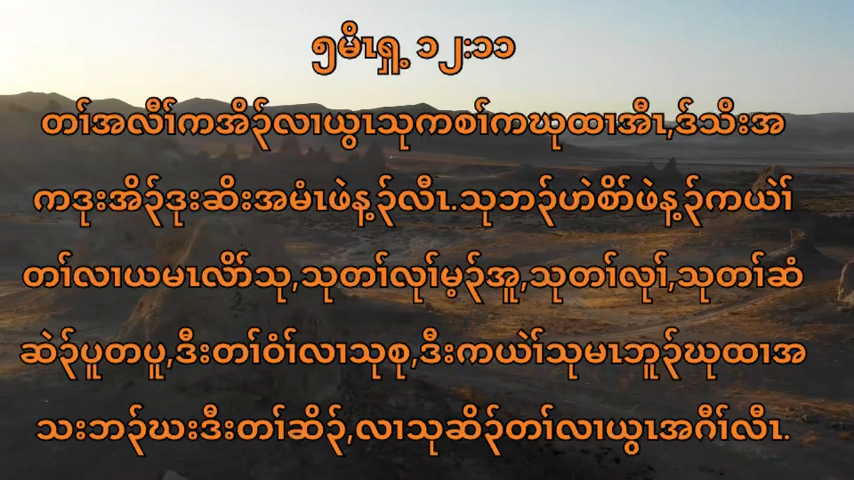 ၅မိၤရှ့ ၁၂:၁၁
တၢ်အလီၢ်ကအိၣ်လၢယွၤသုကစၢ်ကဃုထၢအီၤ,ဒ်သိးအ
ကဒုးအိၣ်ဒုးဆိးအမံၤဖဲန့ၣ်လီၤ.သုဘၣ်ဟဲစိာ်ဖဲန့ၣ်ကယဲၢ်
တၢ်လၢယမၤလိာ်သု,သုတၢ်လုၢ်မ့ၣ်အူ,သုတၢ်လုၢ်,သုတၢ်ဆံ
ဆဲၣ်ပူတပူ,ဒီးတၢ်ဝံၢ်လၢသုစု,ဒီးကယဲၢ်သုမၤဘူၣ်ဃုထၢအ
သးဘၣ်ဃးဒီးတၢ်ဆိၣ်,လၢသုဆိၣ်တၢ်လၢယွၤအဂီၢ်လီၤ.